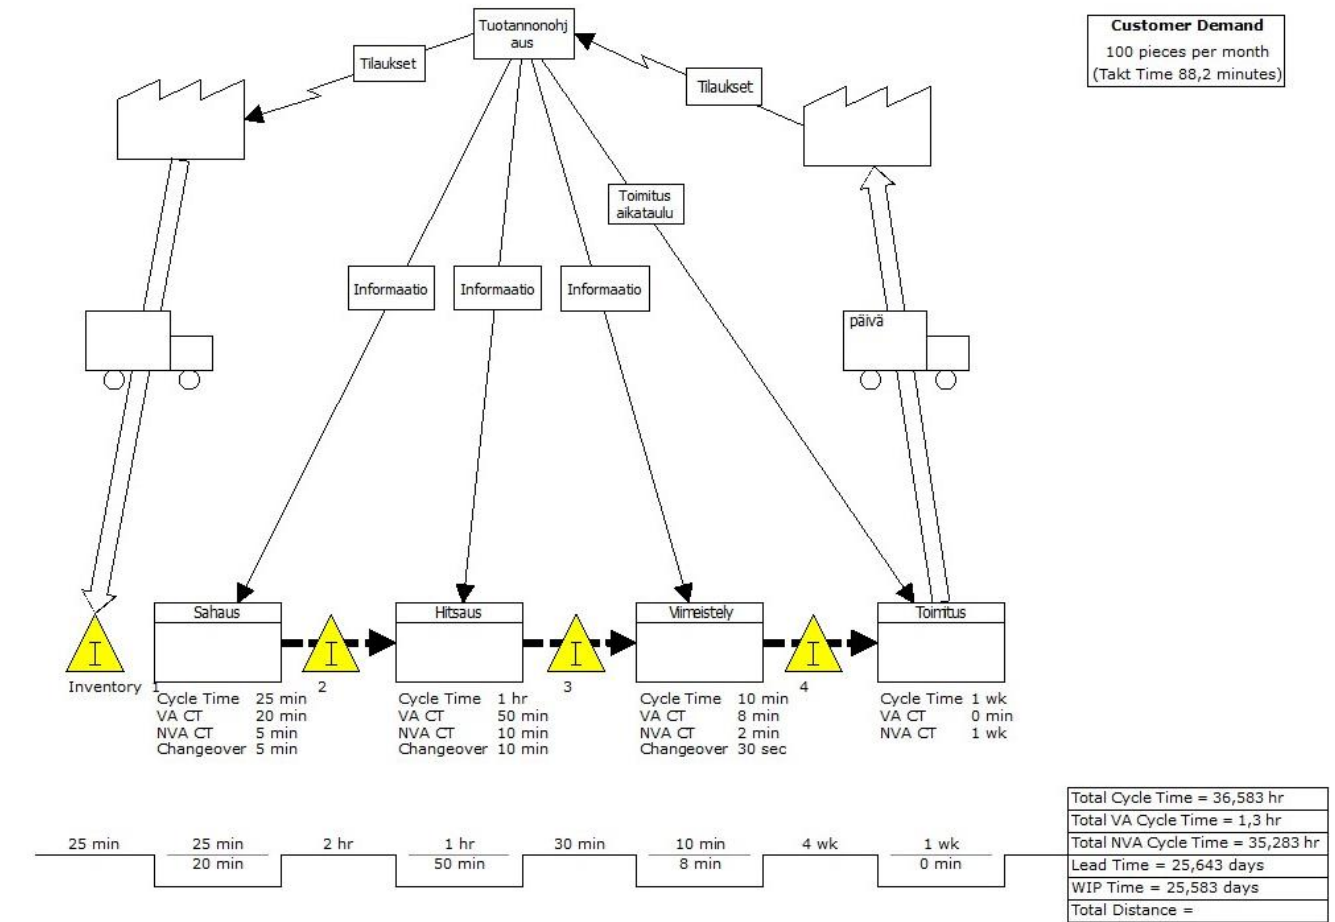 Tuotannonohj
aus
Customer Demand
100 pieces per month
(Takt Time 88,2 minutes)
Tilaukset
Tilaukset
Toimitus
aikataulu
Informaatio
Informaatio
Informaatio
päivä
Sahaus
Hitsaus
Viimeistely
Toimitus
I
I
I
I
Inventory 1
2
3
4
Cycle Time 25 min
VA CT 20 min
NVA CT 5 min
Changeover 5 min
Cycle Time 1 hr
VA CT 50 min
NVA CT 10 min
Changeover 10 min
Cycle Time 10 min
VA CT 8 min
NVA CT 2 min
Changeover 30 sec
Cycle Time 1 wk
VA CT 0 min
NVA CT 1 wk
25 min
25 min
2 hr
1 hr
30 min
10 min
4 wk
1 wk
20 min
50 min
8 min
0 min
Total Cycle Time = 36,583 hr
Total VA Cycle Time = 1,3 hr
Total NVA Cycle Time = 35,283 hr
Lead Time = 25,643 days
WIP Time = 25,583 days
Total Distance =